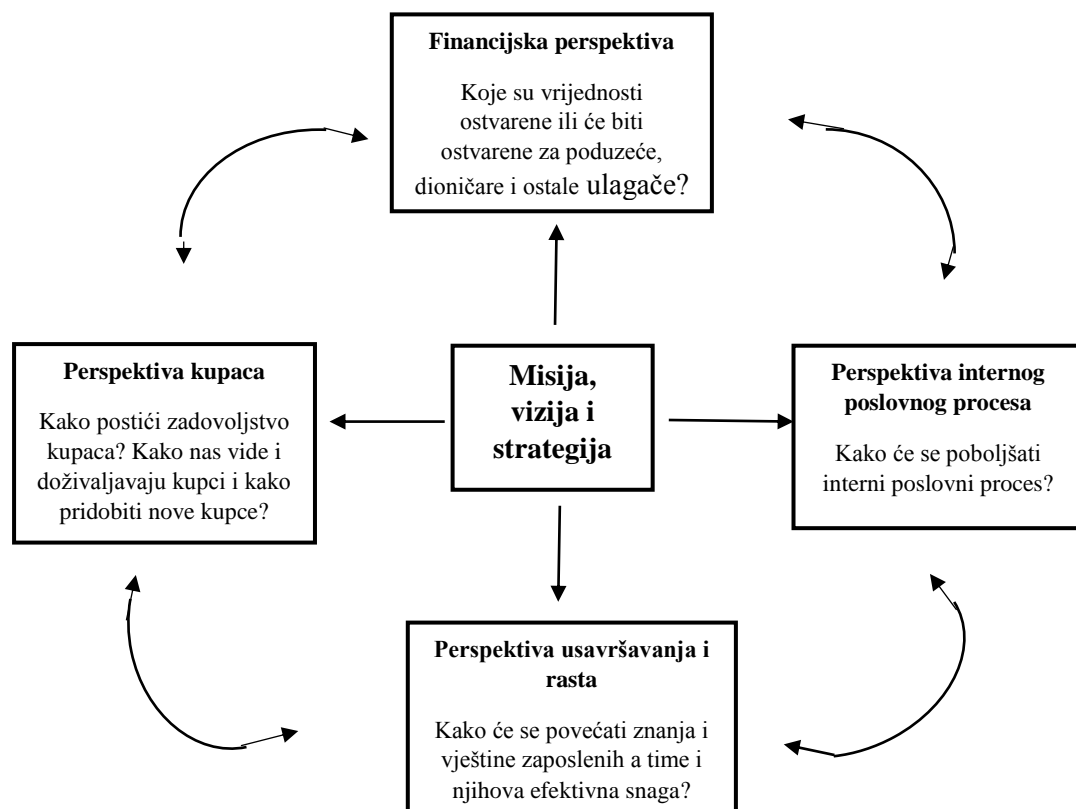 Financijska perspektiva
Koje su vrijednosti
ostvarene ili će biti
ostvarene za poduzeće,
dioničare i ostale ulagače?
Perspektiva kupaca
Kako postići zadovoljstvo
kupaca? Kako nas vide i
doživaljavaju kupci i kako
pridobiti nove kupce?
Misija,
vizija i
strategija
Perspektiva internog
poslovnog procesa
Kako će se poboljšati
interni poslovni proces?
Perspektiva usavršavanja i
rasta
Kako će se povećati znanja i
vještine zaposlenih a time i
njihova efektivna snaga?